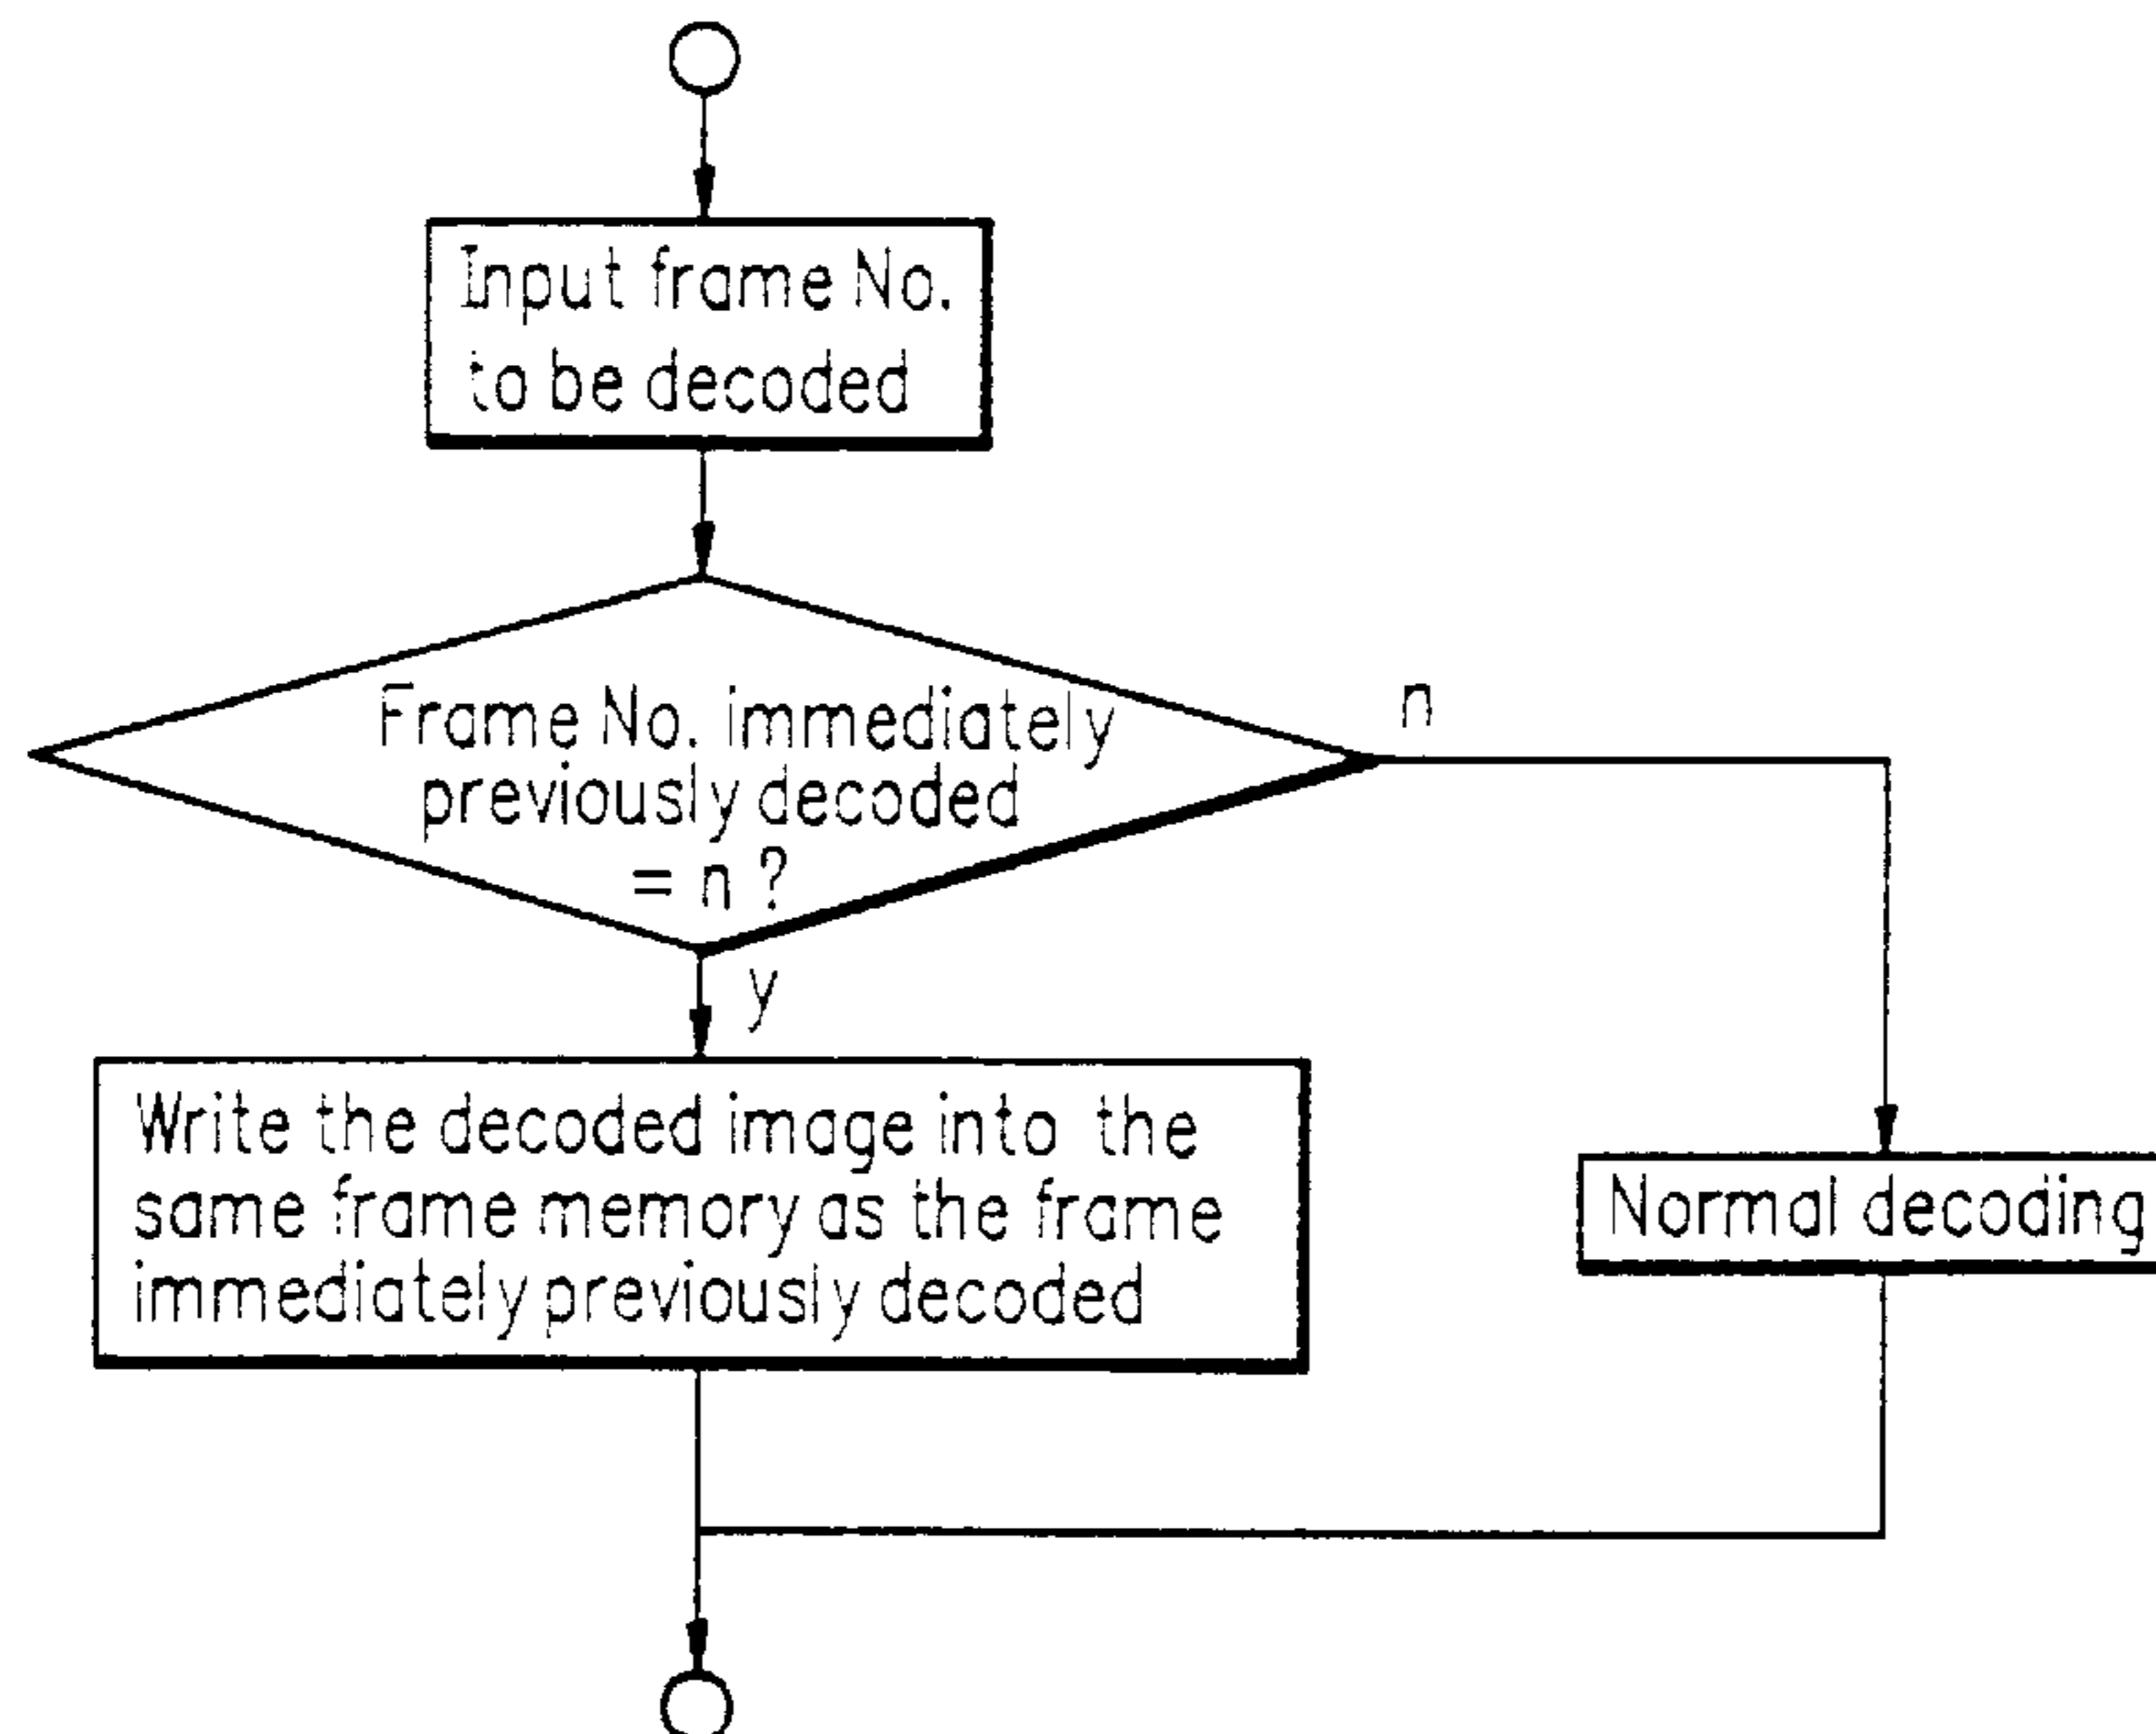 Input frame No.
to be decoded
Frame No. immediately
previously decoded
= n ?
n
y
Write the decoded image into the
same frame memory as the frame
immediately previously decoded
Normal decoding